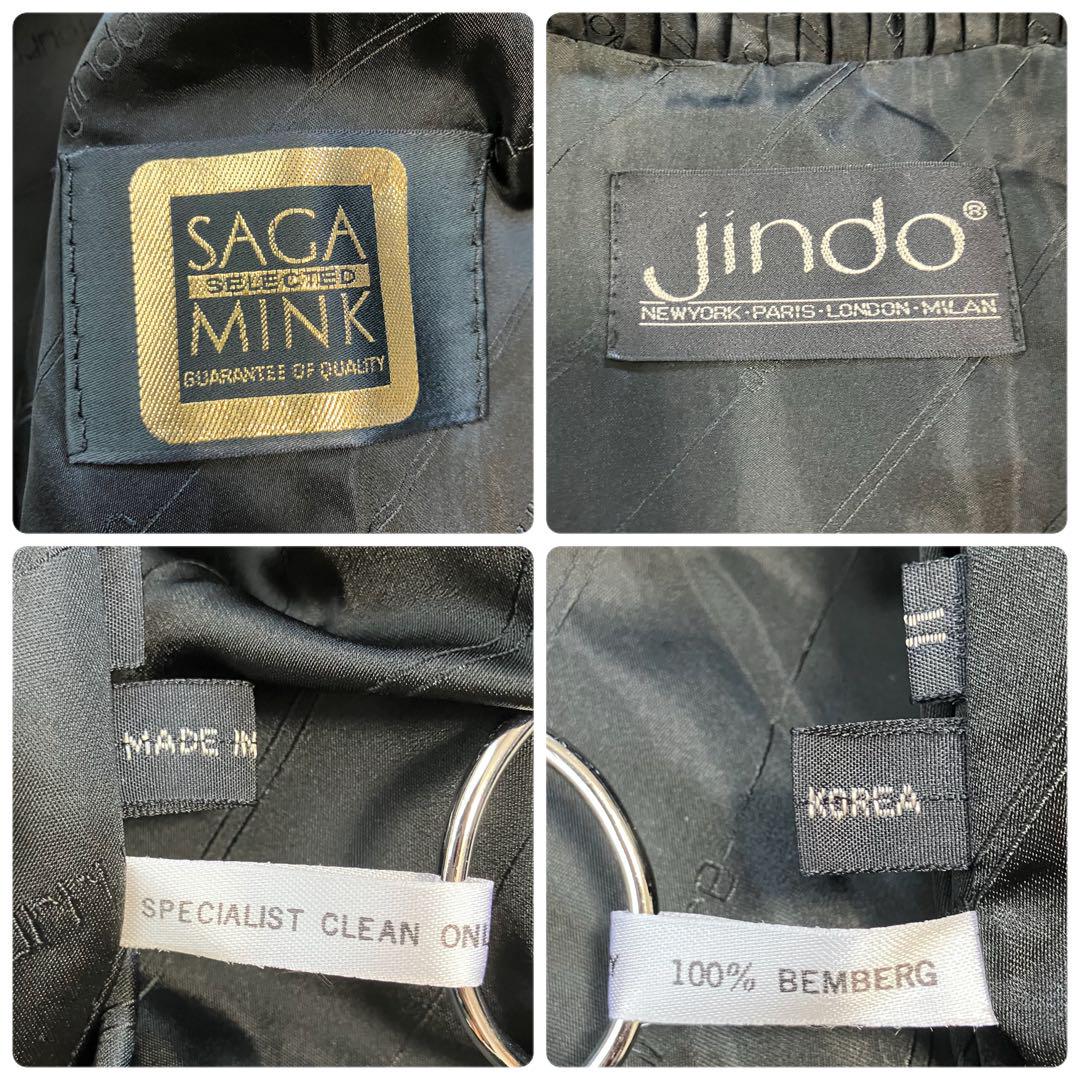 jindo
SAGA
SELECTED
MINK
GUARANTEE OF QUALITY
jindo®
NEWYORK·PARIS·LONDON·MILAN
MADE IN
SPECIALIST CLEAN ONL
KOREA
100% BEMBERG